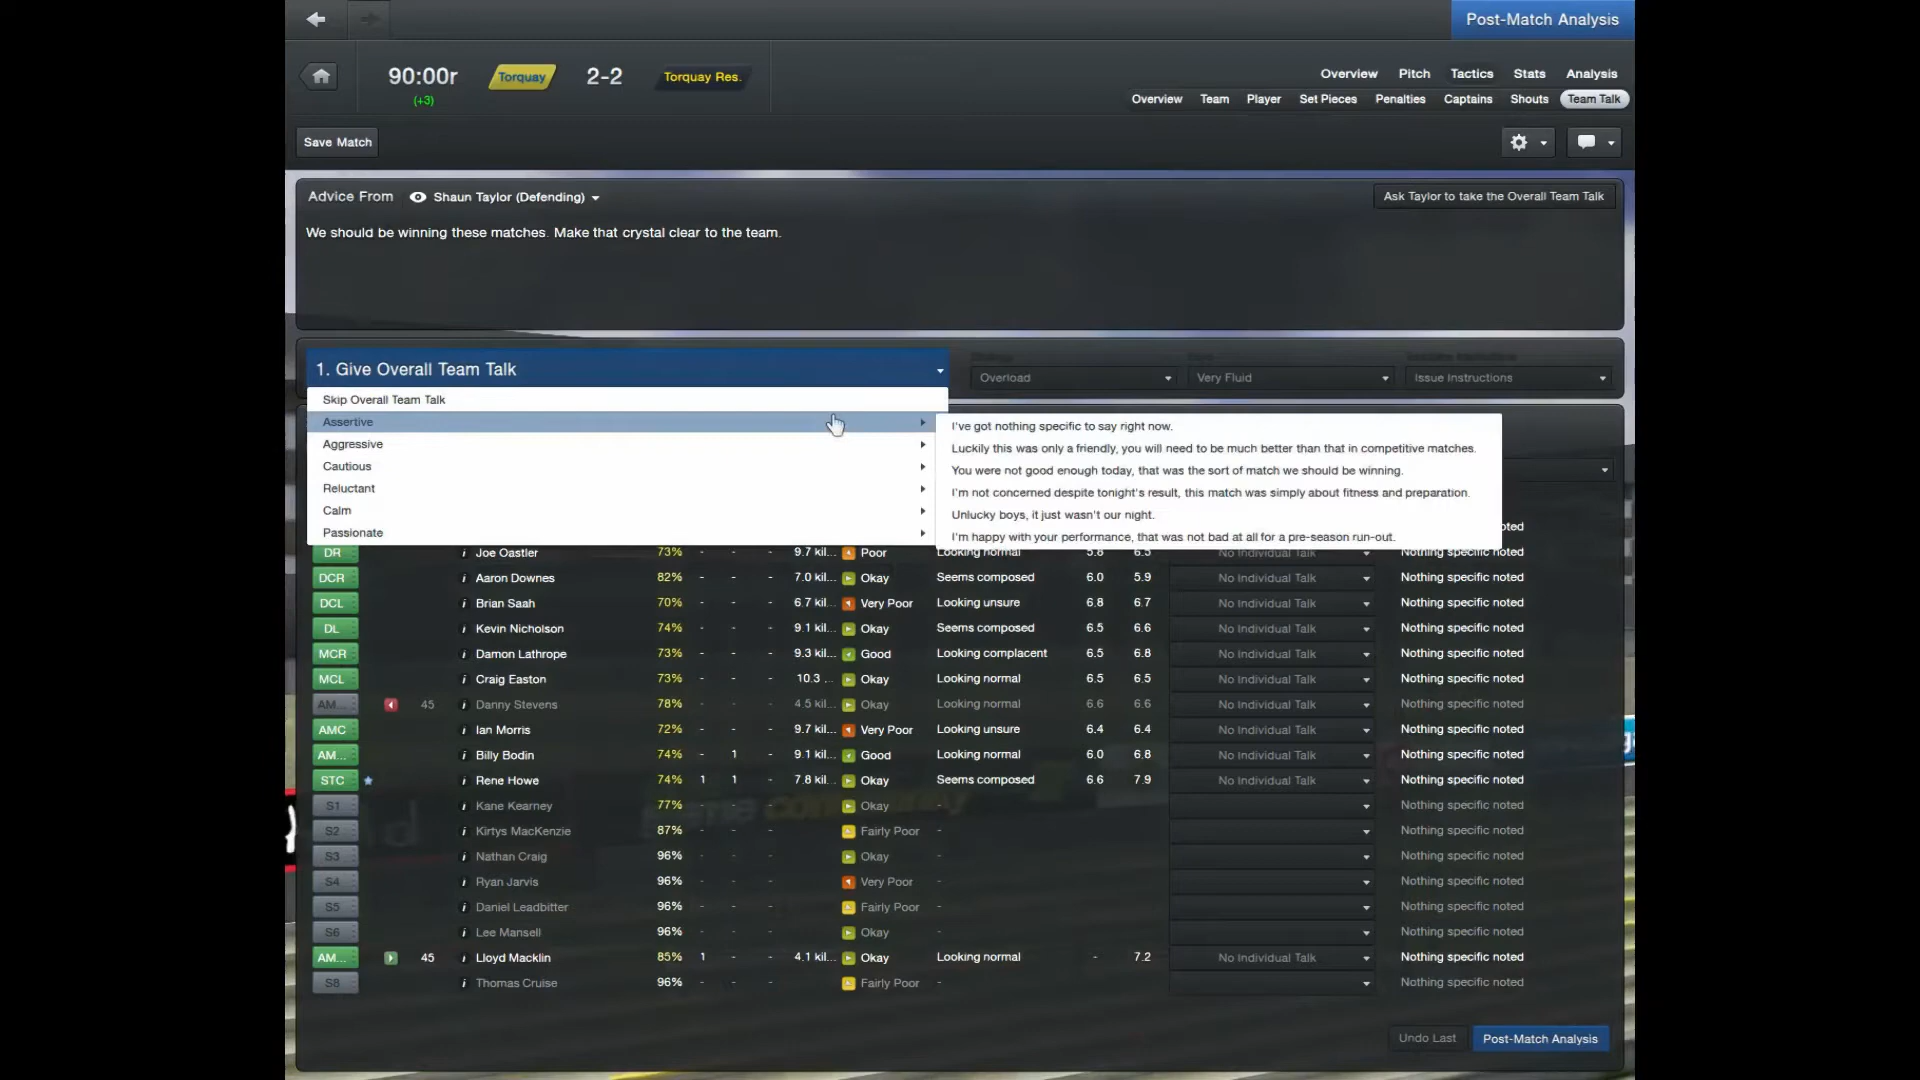 Post-Match Analysis
90:00r Torquay 2-2 Torquay Res.
(+3)
Overview Pitch Tactics Stats Analysis
Overview Team Player Set Pieces Penalties Captains Shouts Team Talk
Save Match
Advice From Shaun Taylor (Defending) Ask Taylor to take the Overall Team Talk
We should be winning these matches. Make that crystal clear to the team.
1. Give Overall Team Talk
Overload Very Fluid Issue Instructions
Skip Overall Team Talk
Assertive
Aggressive
Cautious
Reluctant
Calm
Passionate
I've got nothing specific to say right now.
Luckily this was only a friendly, you will need to be much better than that in competitive matches.
You were not good enough today, that was the sort of match we should be winning.
I'm not concerned despite tonight's result, this match was simply about fitness and preparation.
Unlucky boys, it just wasn't our night.
I'm happy with your performance, that was not bad at all for a pre-season run-out.
DR i Joe Oastler 73% - - - 9.7 kil... Poor Looking normal 5.8 6.5 Nothing specific noted
DCR i Aaron Downes 82% - - - 7.0 kil... Okay Seems composed 6.0 5.9 No Individual Talk Nothing specific noted
DCL i Brian Saah 70% - - - 6.7 kil... Very Poor Looking unsure 6.8 6.7 No Individual Talk Nothing specific noted
DL i Kevin Nicholson 74% - - - 9.1 kil... Okay Seems composed 6.5 6.6 No Individual Talk Nothing specific noted
MCR i Damon Lathrope 73% - - - 9.3 kil... Good Looking complacent 6.5 6.8 No Individual Talk Nothing specific noted
MCL i Craig Easton 73% - - - 10.3 ... Okay Looking normal 6.5 6.5 No Individual Talk Nothing specific noted
AM... 45 i Danny Stevens 78% - - - 4.5 kil... Okay Looking normal 6.6 6.6 No Individual Talk Nothing specific noted
AMC i Ian Morris 72% - - - 9.7 kil... Very Poor Looking unsure 6.4 6.4 No Individual Talk Nothing specific noted
AM... i Billy Bodin 74% - 1 - 9.1 kil... Good Looking normal 6.0 6.8 No Individual Talk Nothing specific noted
STC i Rene Howe 74% 1 1 - 7.8 kil... Okay Seems composed 6.6 7.9 No Individual Talk Nothing specific noted
S1 i Kane Kearney 77% - - - Okay - Nothing specific noted
S2 i Kirtys MacKenzie 87% - - - Fairly Poor - Nothing specific noted
S3 i Nathan Craig 96% - - - Okay - Nothing specific noted
S4 i Ryan Jarvis 96% - - - Very Poor - Nothing specific noted
S5 i Daniel Leadbitter 96% - - - Fairly Poor - Nothing specific noted
S6 i Lee Mansell 96% - - - Okay - Nothing specific noted
AM... 45 i Lloyd Macklin 85% 1 - - 4.1 kil... Okay Looking normal - 7.2 No Individual Talk Nothing specific noted
S8 i Thomas Cruise 96% - - - Fairly Poor - Nothing specific noted
Undo Last Post-Match Analysis